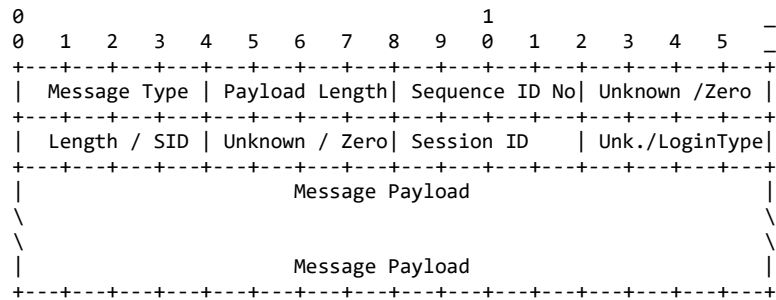 0 1 _
0 1 2 3 4 5 6 7 8 9 0 1 2 3 4 5 _
+---+---+---+---+---+---+---+---+---+---+---+---+---+---+---+---+
| Message Type | Payload Length| Sequence ID No| Unknown /Zero |
+---+---+---+---+---+---+---+---+---+---+---+---+---+---+---+---+
| Length / SID | Unknown / Zero| Session ID | Unk./LoginType|
+---+---+---+---+---+---+---+---+---+---+---+---+---+---+---+---+
| Message Payload |
\ \
\ \
| Message Payload |
+---+---+---+---+---+---+---+---+---+---+---+---+---+---+---+---+